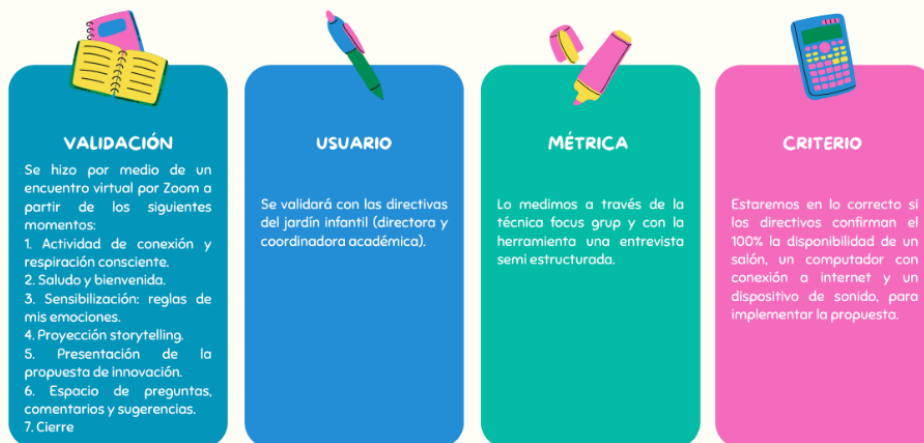 VALIDACIÓN
Se hizo por medio de un
encuentro virtual por Zoom a
partir de los siguientes
momentos:
1. Actividad de conexión y
respiración consciente.
2. Saludo y bienvenida.
3. Sensibilización: reglas de
mis emociones.
4. Proyección storytelling.
5. Presentación de la
propuesta de innovación.
6. Espacio de preguntas,
comentarios y sugerencias.
7. Cierre
USUARIO
Se validará con las directivas
del jardín infantil (directora y
coordinadora académica).
MÉTRICA
Lo medimos a través de la
técnica focus grup y con la
herramienta una entrevista
semi estructurada.
CRITERIO
Estaremos en lo correcto si
los directivos confirman el
100% la disponibilidad de un
salón, un computador con
conexión a internet y un
dispositivo de sonido, para
implementar la propuesta.